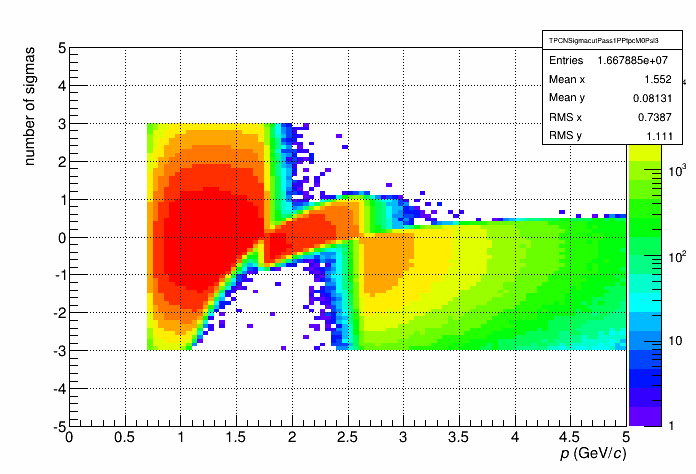 TPCNSigmacutPass1PPtpcM0Psl3
Entries 1.667885e+07
Mean x 1.552
Mean y 0.08131
RMS x 0.7387
RMS y 1.111
number of sigmas
5
4
3
2
1
0
-1
-2
-3
-4
-5
0 0.5 1 1.5 2 2.5 3 3.5 4 4.5 5
p (GeV/c)
4
10³
10²
10
1